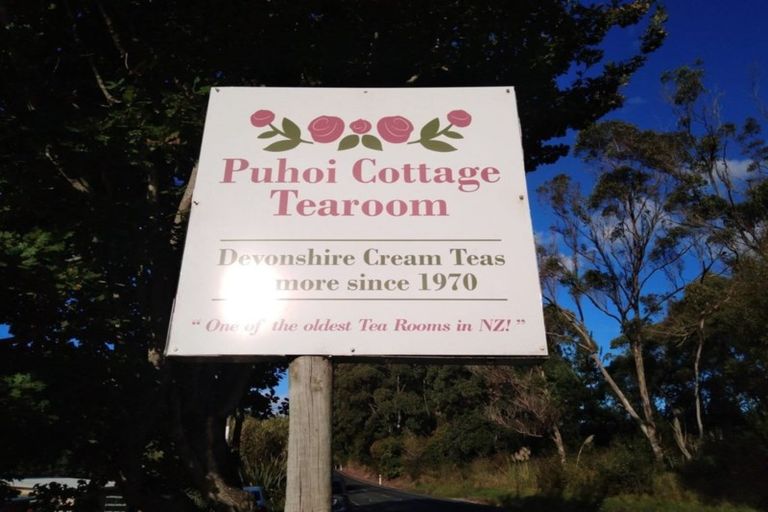 Puhoi Cottage
Tearoom
Devonshire Cream Teas
more since 1970
" One of the oldest Tea Rooms in NZ! "